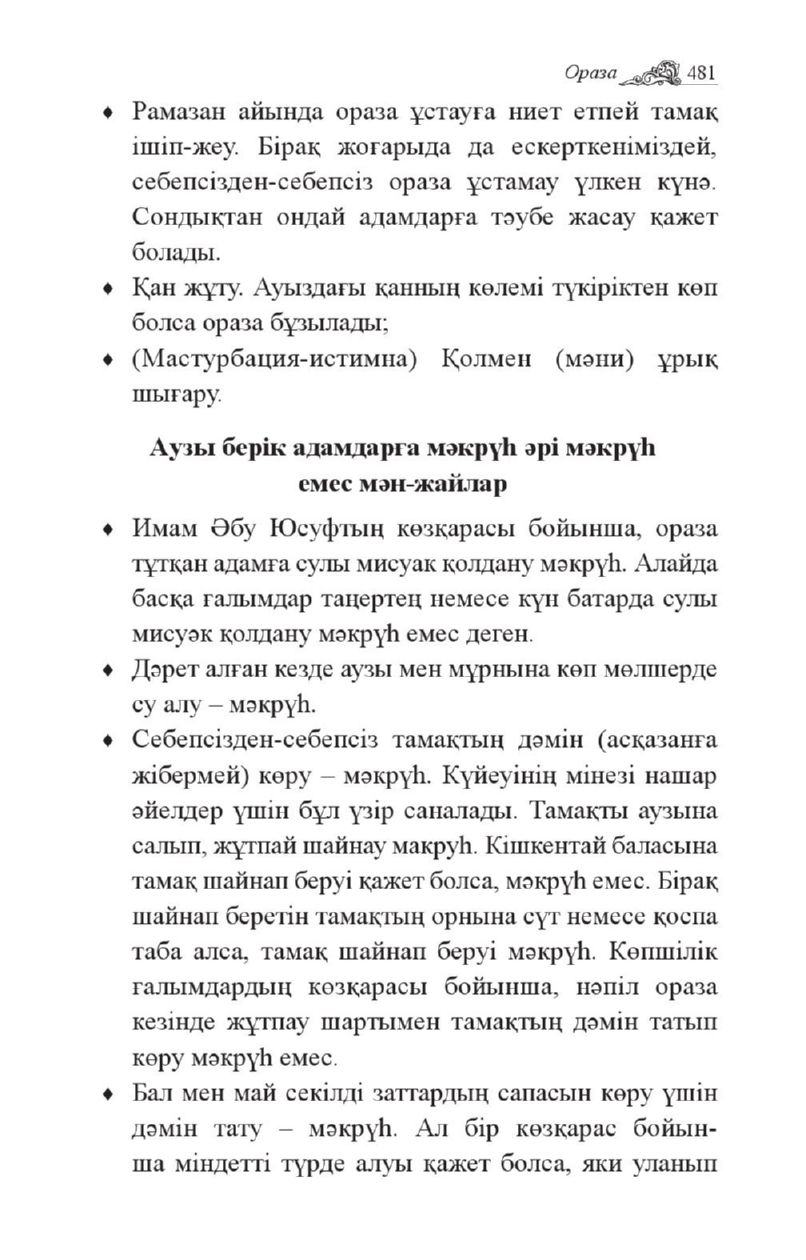 Ораза 481
♦ Рамазан айында ораза ұстауға ниет етпей тамақ
ішіп-жеу. Бірақ жоғарыда да ескерткеніміздей,
себепсізден-себепсіз ораза ұстамау үлкен күнә.
Сондықтан ондай адамдарға тәубе жасау қажет
болады.
♦ Қан жұту. Ауыздағы қанның көлемі түкіріктен көп
болса ораза бұзылады;
♦ (Мастурбация-истимна) Қолмен (мәни) ұрық
шығару.
Аузы берік адамдарға мәкрүһ әрі мәкрүһ
емес мән-жайлар
♦ Имам Әбу Юсуфтың көзқарасы бойынша, ораза
тұтқан адамға сулы мисуак қолдану мәкрүһ. Алайда
басқа ғалымдар таңертең немесе күн батарда сулы
мисуәк қолдану мәкрүһ емес деген.
♦ Дәрет алған кезде аузы мен мұрнына көп мөлшерде
су алу – мәкрүһ.
♦ Себепсізден-себепсіз тамақтың дәмін (асқазанға
жібермей) көру – мәкрүһ. Күйеуінің мінезі нашар
әйелдер үшін бұл үзір саналады. Тамақты аузына
салып, жұтпай шайнау макруһ. Кішкентай баласына
тамақ шайнап беруі қажет болса, мәкрүһ емес. Бірақ
шайнап беретін тамақтың орнына сүт немесе қоспа
таба алса, тамақ шайнап беруі мәкрүһ. Көпшілік
ғалымдардың көзқарасы бойынша, нәпіл ораза
кезінде жұтпау шартымен тамақтың дәмін татып
көру мәкрүһ емес.
♦ Бал мен май секілді заттардың сапасын көру үшін
дәмін тату – мәкрүһ. Ал бір көзқарас бойын-
ша міндетті түрде алуы қажет болса, яки уланып